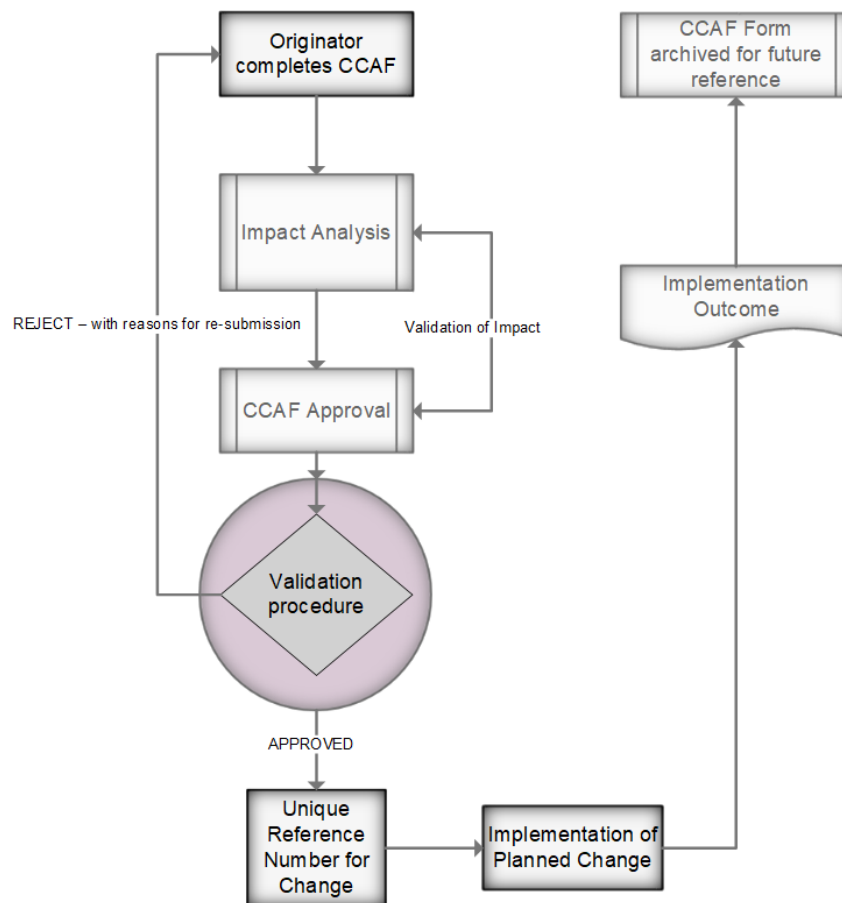 Originator
completes CCAF
CCAF Form
archived for future
reference
Impact Analysis
Implementation
Outcome
REJECT – with reasons for re-submission
Validation of Impact
CCAF Approval
Validation
procedure
APPROVED
Unique
Reference
Number for
Change
Implementation of
Planned Change